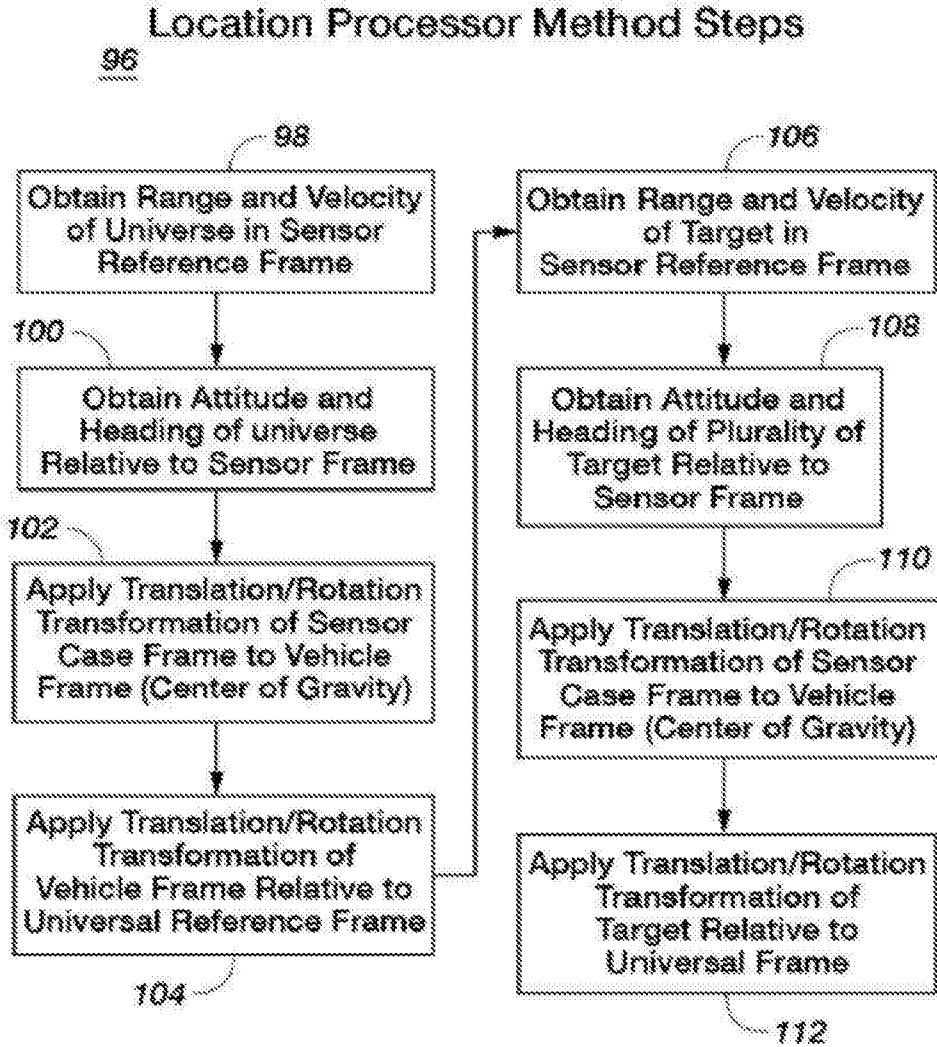 Location Processor Method Steps
96
98
Obtain Range and Velocity
of Universe in Sensor
Reference Frame
100
Obtain Attitude and
Heading of universe
Relative to Sensor Frame
102
Apply Translation/Rotation
Transformation of Sensor
Case Frame to Vehicle
Frame (Center of Gravity)
Apply Translation/Rotation
Transformation of
Vehicle Frame Relative to
Universal Reference Frame
104
106
Obtain Range and Velocity
of Target in
Sensor Reference Frame
108
Obtain Attitude and
Heading of Plurality of
Target Relative to
Sensor Frame
110
Apply Translation/Rotation
Transformation of Sensor
Case Frame to Vehicle
Frame (Center of Gravity)
Apply Translation/Rotation
Transformation of
Target Relative to
Universal Frame
112